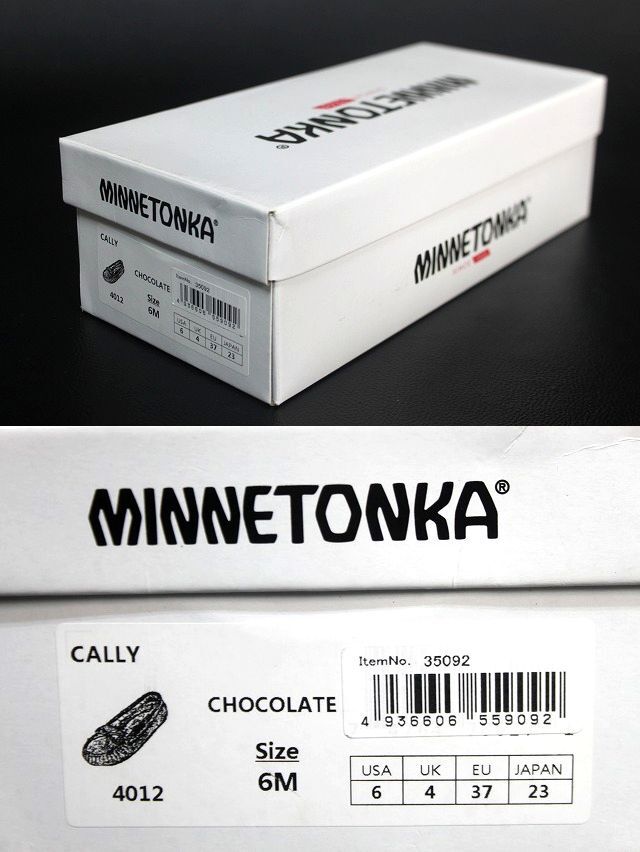 MINNETONKA®
MINNETONKA®
CALLY
CHOCOLATE
ItemNo. 35092
4 936606 559092
4012
Size
6M
USA UK EU JAPAN
6 4 37 23
MINNETONKA
SINCE
MINNETONKA®
CALLY
ItemNo. 35092
CHOCOLATE
4 936606 559092
Size
6M
4012
USA UK EU JAPAN
6 4 37 23